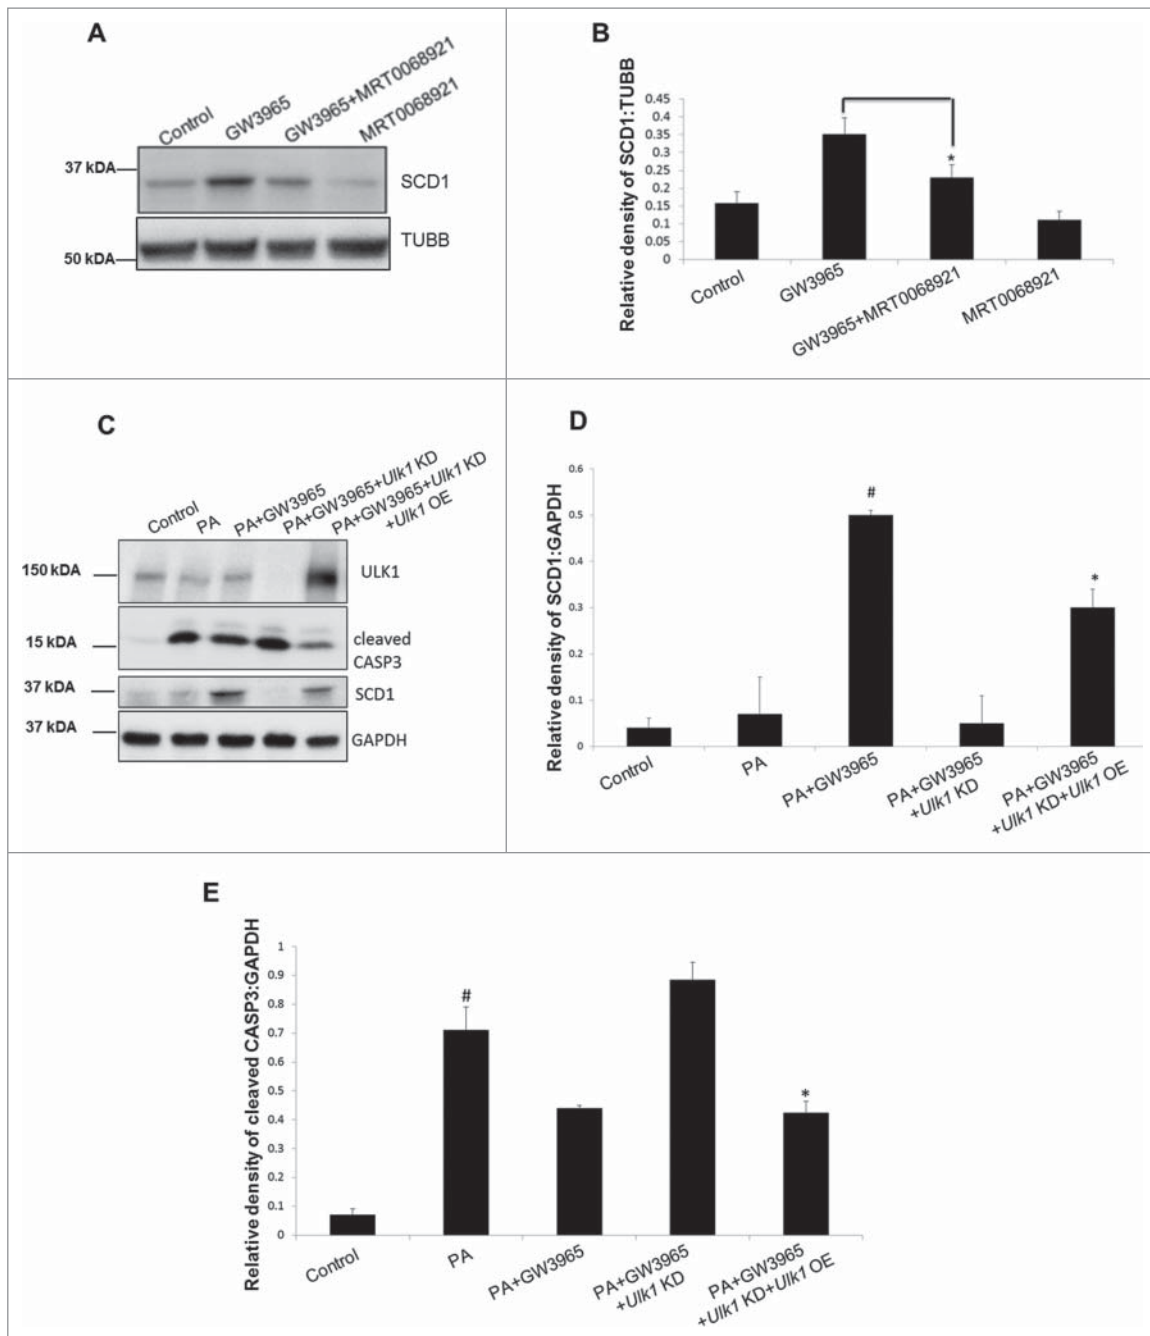 A
Control
GW3965
GW3965+MRT0068921
MRT0068921
37 kDA
SCD1
TUBB
50 kDA
B
Relative density of SCD1:TUBB
0.45
0.4
0.35
0.3
0.25
0.2
0.15
0.1
0.05
0
*
Control
GW3965
GW3965+MRT0068921
MRT0068921
C
Control
PA
PA+GW3965
PA+GW3965+Ulk1 KD
PA+GW3965+Ulk1 KD
+Ulk1 OE
150 kDA
ULK1
15 kDA
cleaved
CASP3
37 kDA
SCD1
37 kDA
GAPDH
D
Relative density of SCD1:GAPDH
0.6
0.5
0.4
0.3
0.2
0.1
0
#
*
Control
PA
PA+GW3965
PA+GW3965
+Ulk1 KD
PA+GW3965
+Ulk1 KD+Ulk1 OE
E
Relative density of cleaved CASP3:GAPDH
1
0.9
0.8
0.7
0.6
0.5
0.4
0.3
0.2
0.1
0
#
*
Control
PA
PA+GW3965
PA+GW3965
+Ulk1 KD
PA+GW3965
+Ulk1 KD+Ulk1 OE